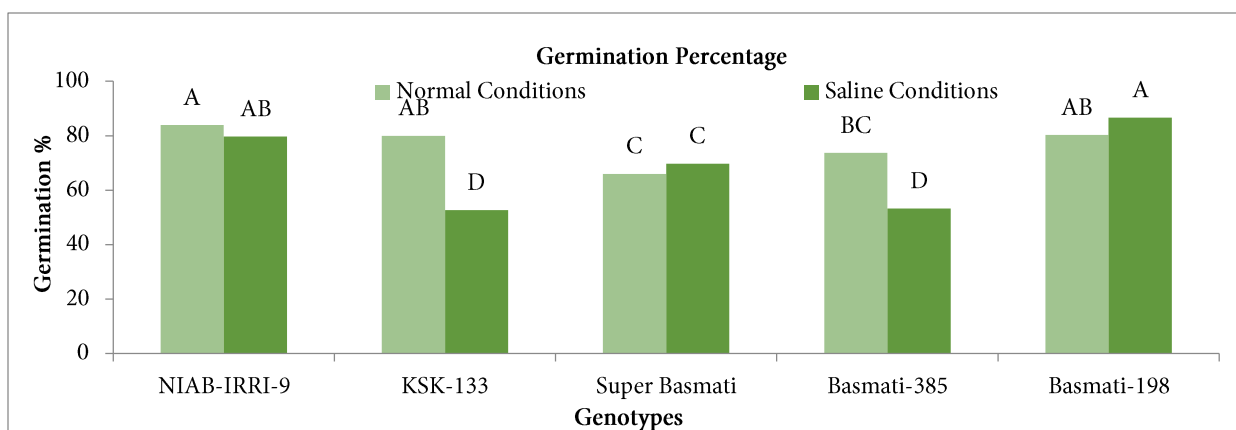 Germination Percentage
Normal Conditions
Saline Conditions
Germination %
100
80
60
40
20
0
A
AB
AB
D
C
C
BC
D
AB
A
NIAB-IRRI-9
KSK-133
Super Basmati
Basmati-385
Basmati-198
Genotypes